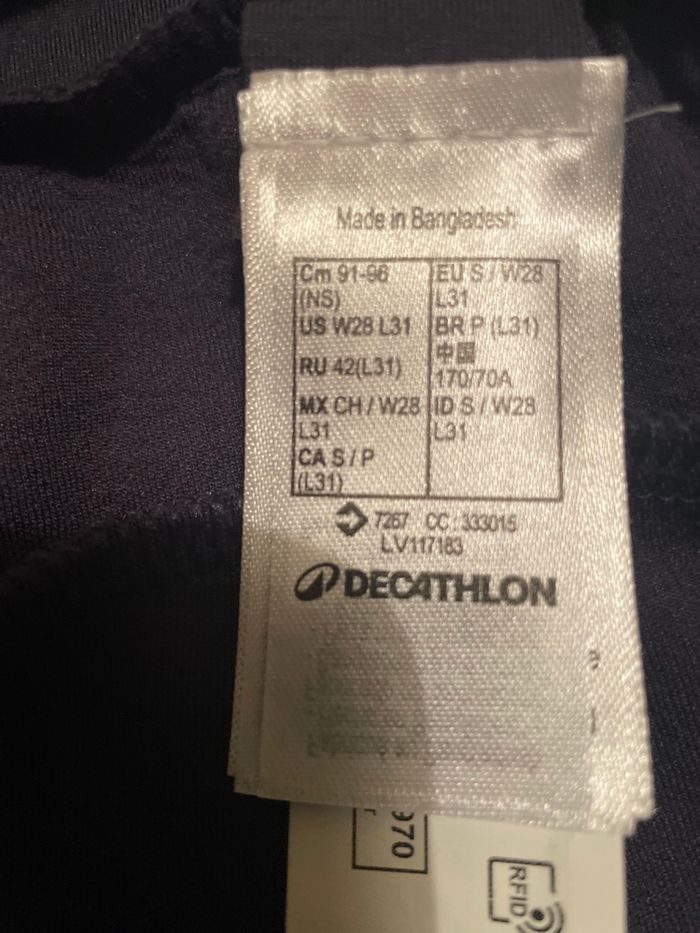 Made in Bangladesh
Cm 91-96
(NS)
US W28 L31
RU 42(L31)
MX CH / W28
L31
CA S / P
(L31)
EU S / W28
L31
BR P (L31)
中国
170/70A
ID S / W28
L31
7267 CC : 333015
LV117183
DECATHLON
970
RFID